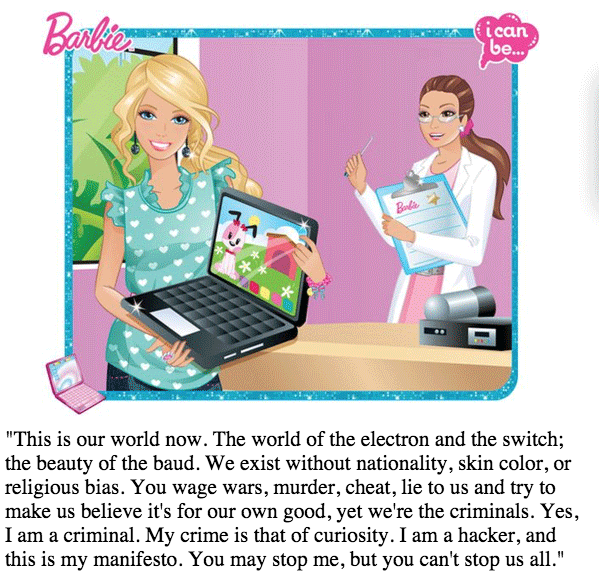 Barbie
i can
be...
Barbie
"This is our world now. The world of the electron and the switch;
the beauty of the baud. We exist without nationality, skin color, or
religious bias. You wage wars, murder, cheat, lie to us and try to
make us believe it's for our own good, yet we're the criminals. Yes,
I am a criminal. My crime is that of curiosity. I am a hacker, and
this is my manifesto. You may stop me, but you can't stop us all."